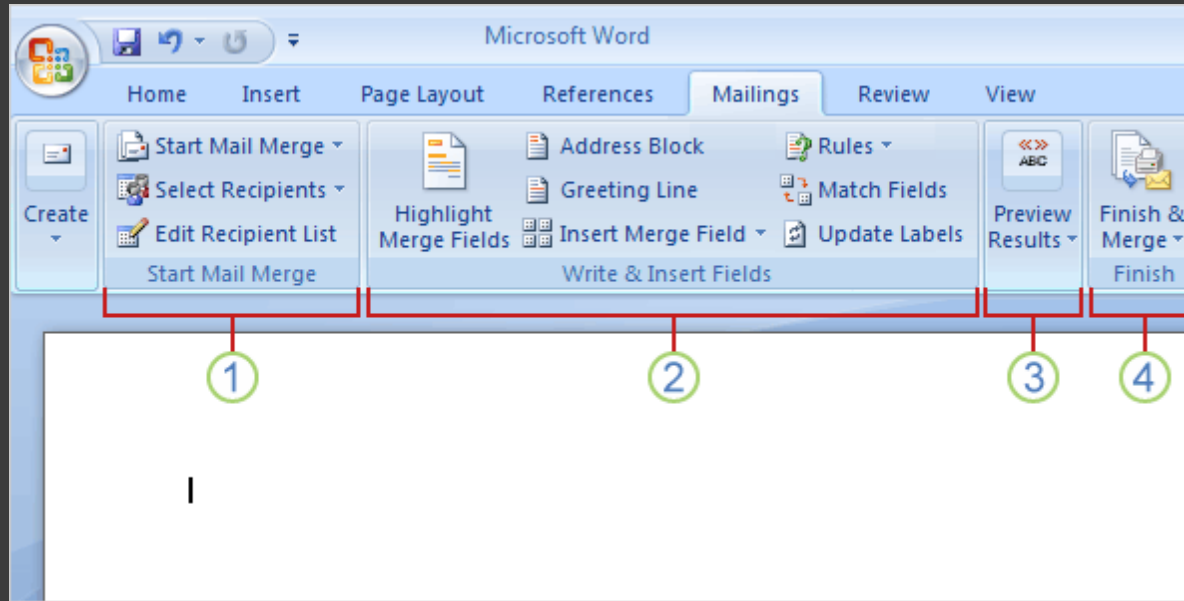 Microsoft Word
Home Insert Page Layout References Mailings Review View
Create
Start Mail Merge
Select Recipients
Edit Recipient List
Start Mail Merge
Highlight
Merge Fields
Address Block
Greeting Line
Insert Merge Field
Rules
Match Fields
Update Labels
Write & Insert Fields
«» 
ABC
Preview
Results
Finish &
Merge
Finish
1 2 3 4